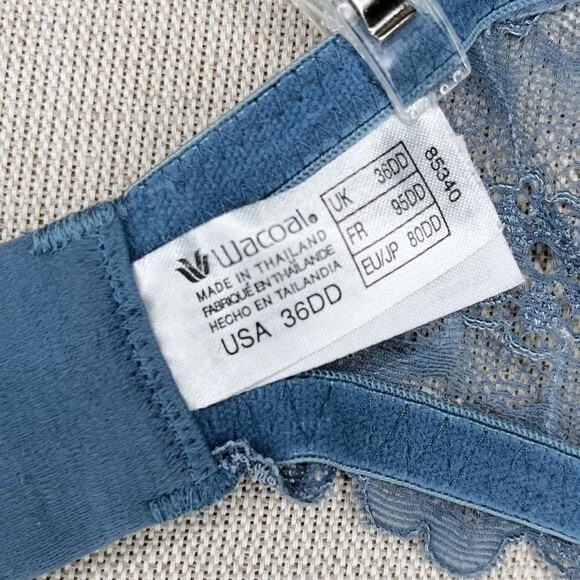 Wacoal®
MADE IN THAILAND
FABRIQUÉ EN THAÏLANDE
HECHO EN TAILANDIA
USA 36DD
UK 36DD
FR 95DD
EU/JP 80DD
85340